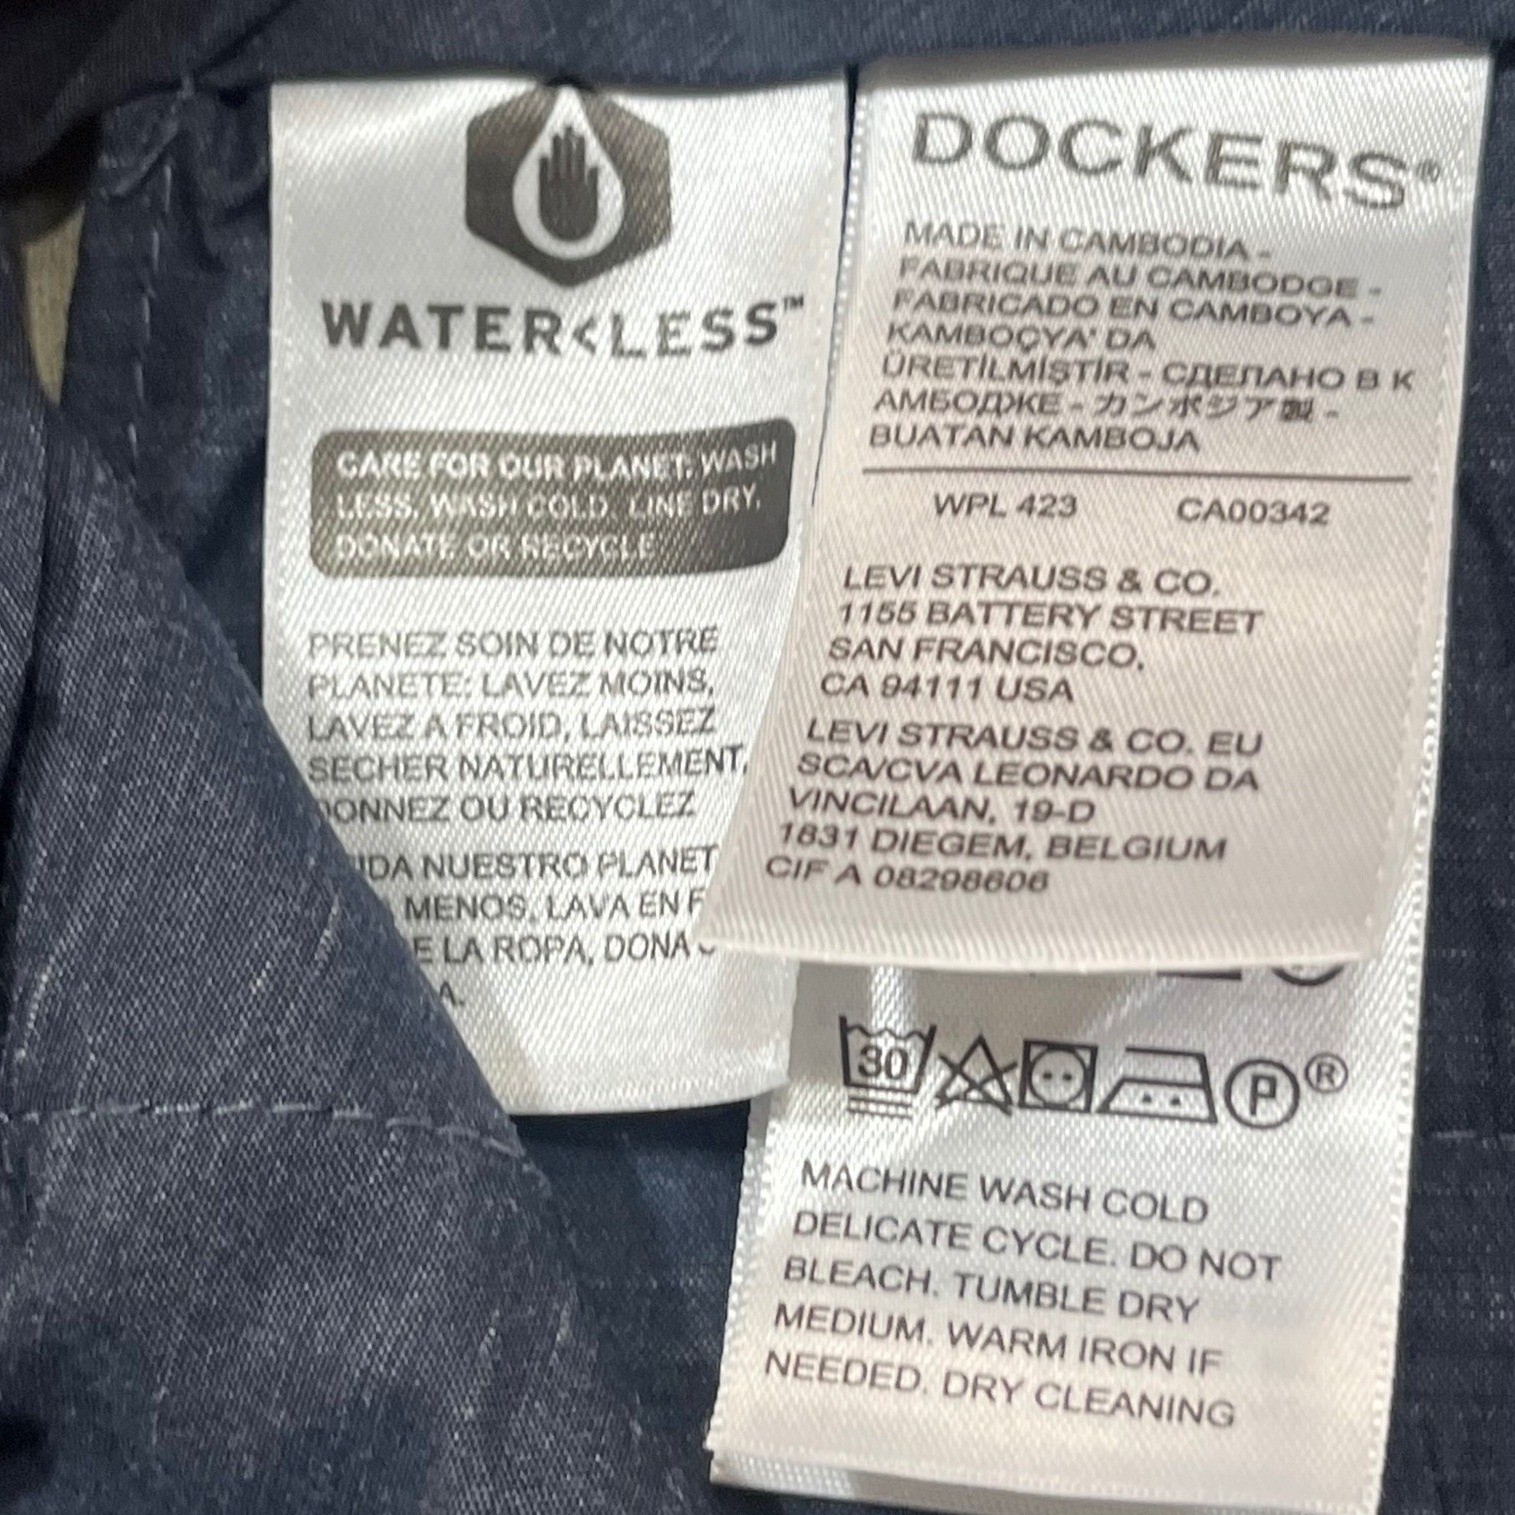 WATER<LESS™
CARE FOR OUR PLANET: WASH
LESS, WASH COLD, LINE DRY,
DONATE OR RECYCLE
PRENEZ SOIN DE NOTRE
PLANETE: LAVEZ MOINS,
LAVEZ A FROID, LAISSEZ
SECHER NATURELLEMENT,
DONNEZ OU RECYCLEZ
NUESTRO
MENOS, LAVA EN
LA ROPA, DONA
DOCKERS®
MADE IN CAMBODIA -
FABRIQUE AU CAMBODGE -
FABRICADO EN CAMBOYA -
KAMBOÇYA' DA
ÜRETİLMİŞTİR - СДЕЛАНО В К
АМБОДЖЕ - カンボジア製 -
BUATAN KAMBOJA
WPL 423 CA00342
LEVI STRAUSS & CO.
1155 BATTERY STREET
SAN FRANCISCO,
CA 94111 USA
LEVI STRAUSS & CO. EU
SCA/CVA LEONARDO DA
VINCILAAN, 19-D
1831 DIEGEM, BELGIUM
CIF A 08298606
30 P ®
MACHINE WASH COLD
DELICATE CYCLE. DO NOT
BLEACH. TUMBLE DRY
MEDIUM. WARM IRON IF
NEEDED. DRY CLEANING